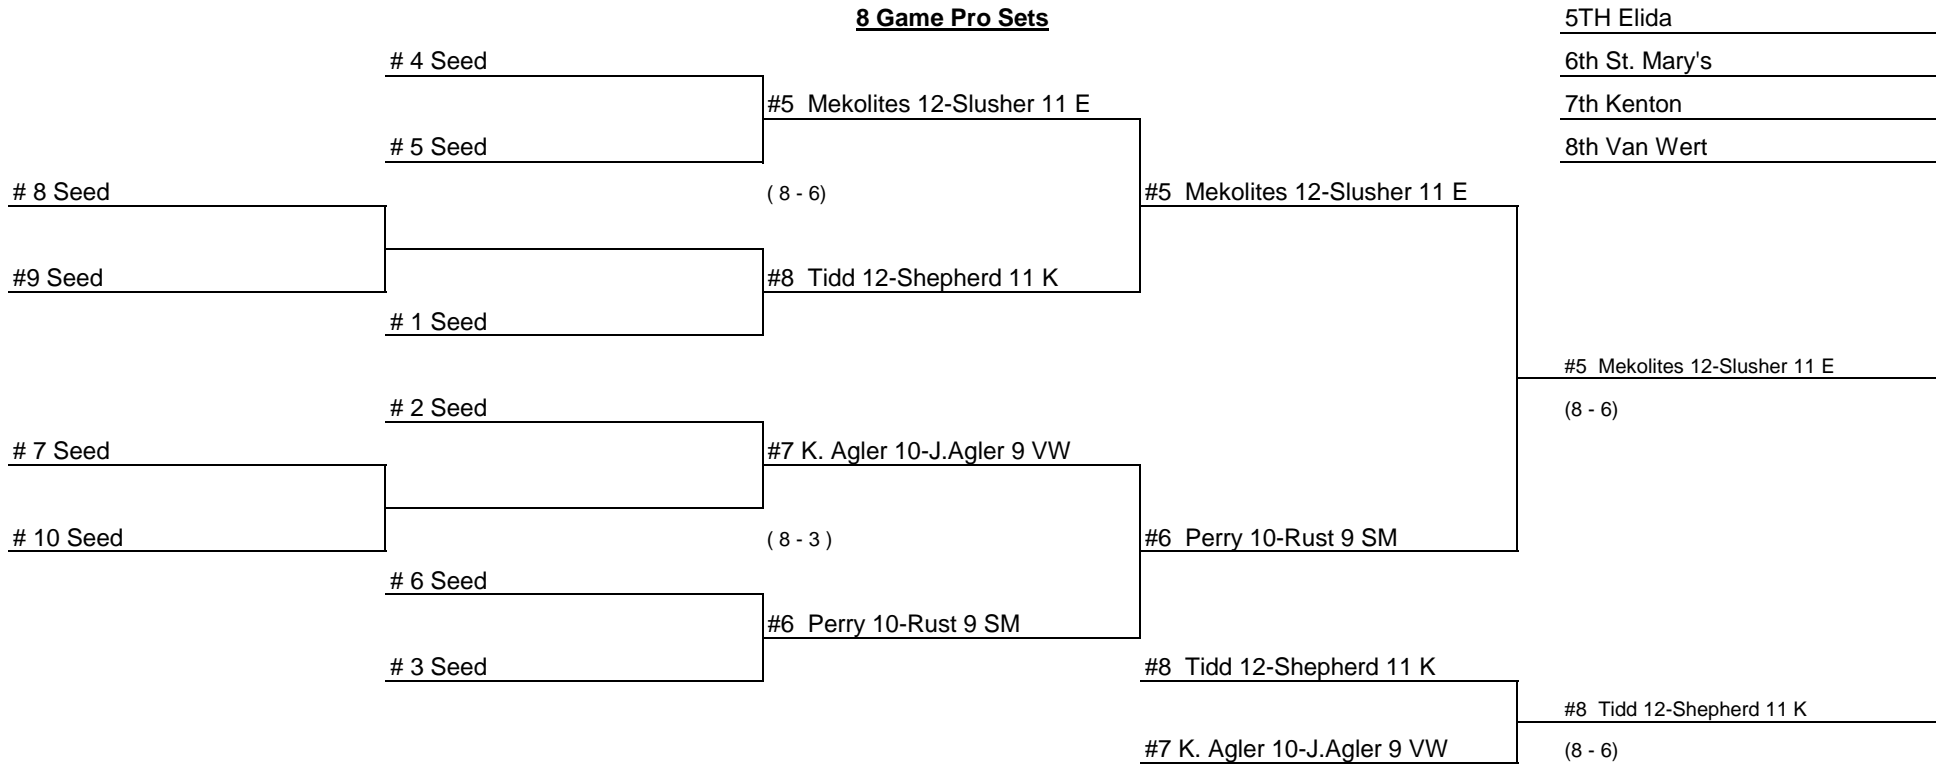 8 Game Pro Sets
5TH Elida
# 4 Seed
6th St. Mary's
#5  Mekolites 12-Slusher 11 E
7th Kenton
# 5 Seed
8th Van Wert
# 8 Seed
( 8 - 6)
#5  Mekolites 12-Slusher 11 E
#9 Seed
#8  Tidd 12-Shepherd 11 K
# 1 Seed
#5  Mekolites 12-Slusher 11 E
# 2 Seed
(8 - 6)
# 7 Seed
#7 K. Agler 10-J.Agler 9 VW
# 10 Seed
( 8 - 3 )
#6  Perry 10-Rust 9 SM
# 6 Seed
#6  Perry 10-Rust 9 SM
# 3 Seed
#8  Tidd 12-Shepherd 11 K
#8  Tidd 12-Shepherd 11 K
#7 K. Agler 10-J.Agler 9 VW
(8 - 6)